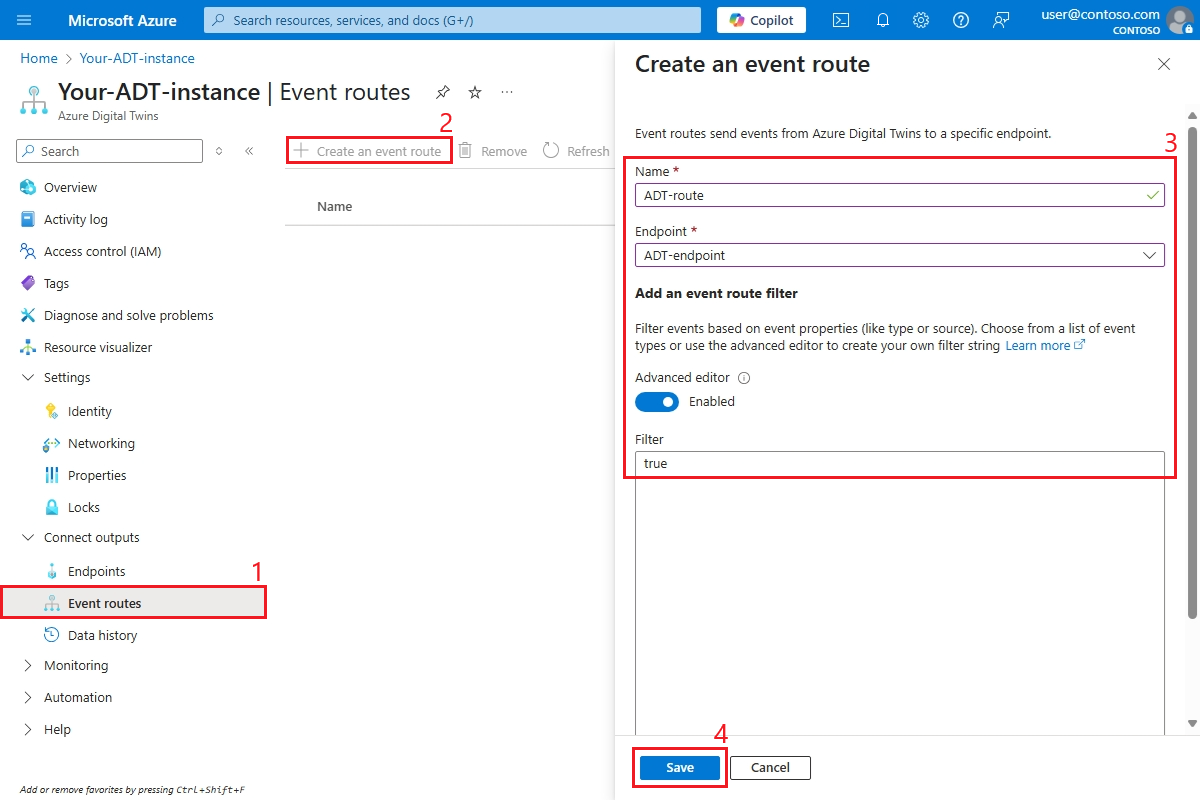 Microsoft Azure
Search resources, services, and docs (G+/)
Copilot
user@contoso.com
CONTOSO
Home > Your-ADT-instance
Your-ADT-instance | Event routes
Azure Digital Twins
Search
Overview
Activity log
Access control (IAM)
Tags
Diagnose and solve problems
Resource visualizer
Settings
Identity
Networking
Properties
Locks
Connect outputs
Endpoints
1
Event routes
Data history
Monitoring
Automation
Help
Add or remove favorites by pressing Ctrl+Shift+F
2
Create an event route
Remove
Refresh
Name
Create an event route
Event routes send events from Azure Digital Twins to a specific endpoint.
3
Name *
ADT-route
Endpoint *
ADT-endpoint
Add an event route filter
Filter events based on event properties (like type or source). Choose from a list of event
types or use the advanced editor to create your own filter string Learn more
Advanced editor
Enabled
Filter
true
4
Save
Cancel